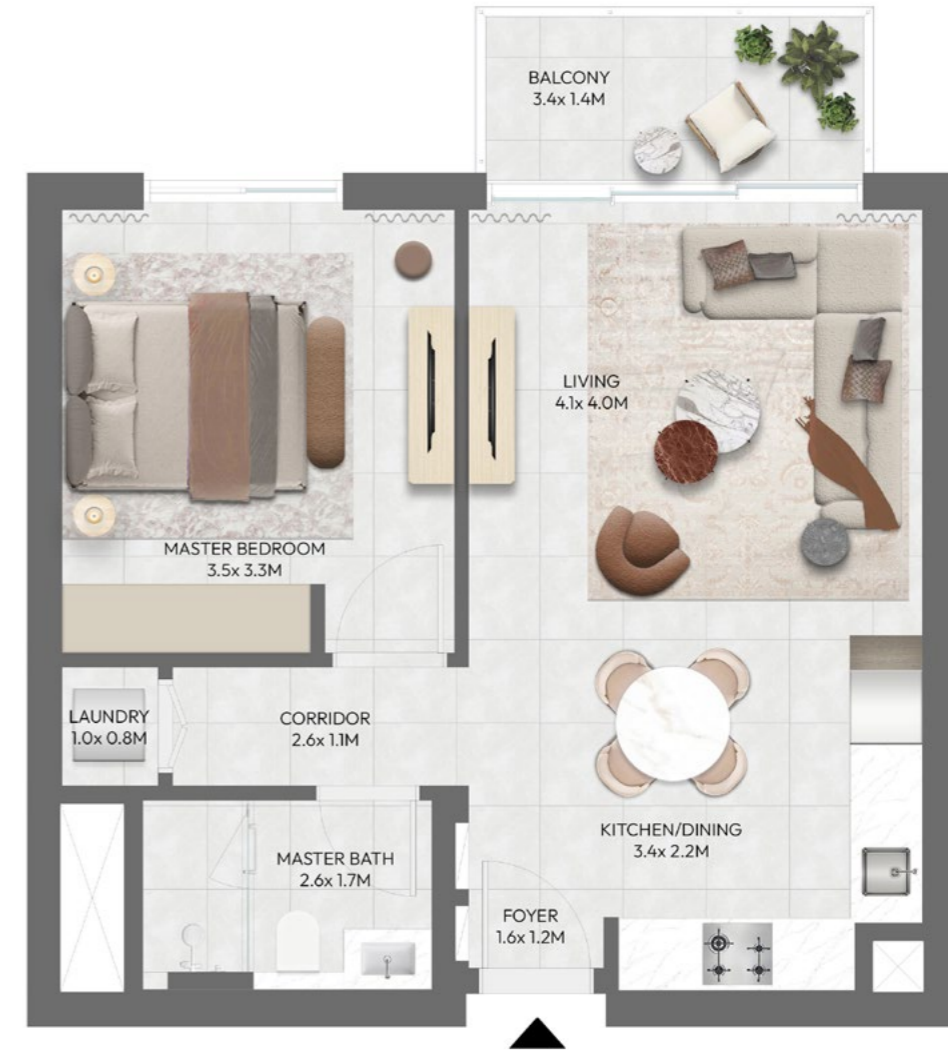 BALCONY
3.4x 1.4M
LIVING
4.1x 4.0M
MASTER BEDROOM
3.5x 3.3M
LAUNDRY
1.0x 0.8M
CORRIDOR
2.6x 1.1M
KITCHEN/DINING
3.4x 2.2M
MASTER BATH
2.6x 1.7M
FOYER
1.6x 1.2M